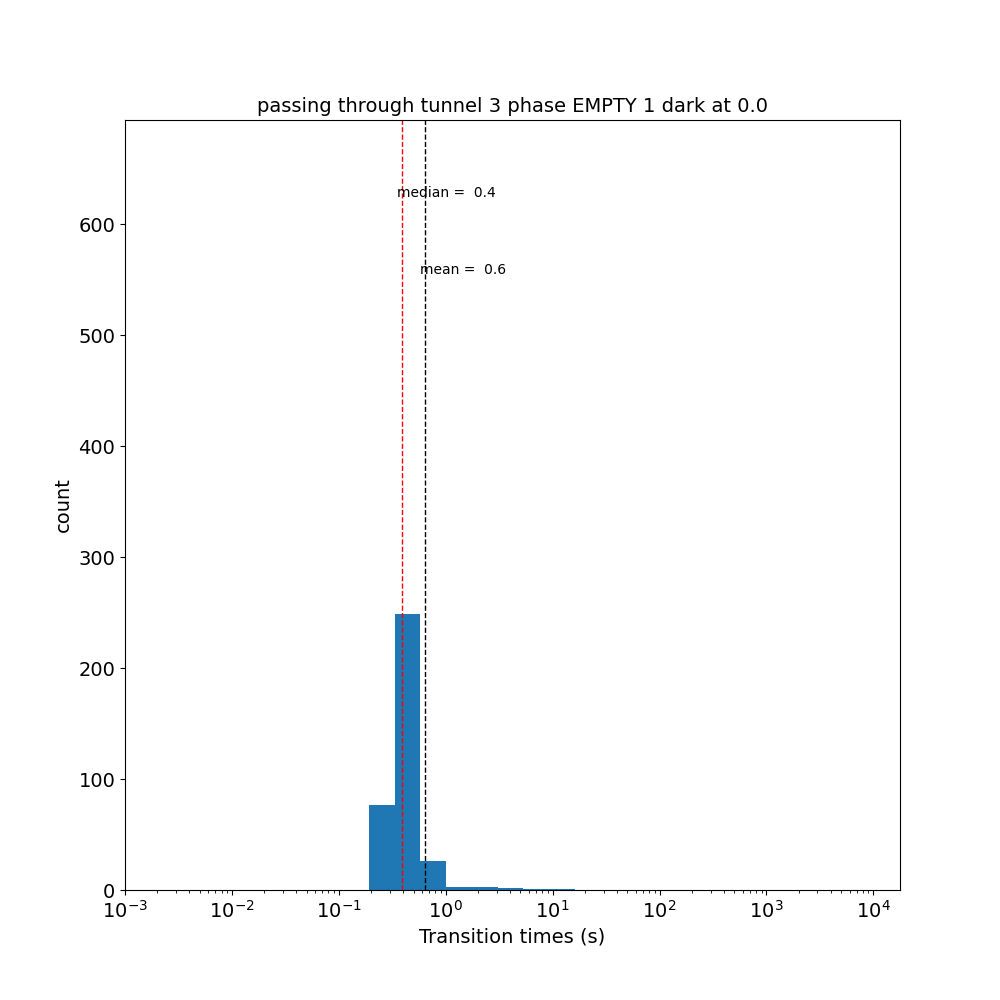 passing through tunnel 3 phase EMPTY 1 dark at 0.0
median =  0.4
mean =  0.6
600
500
400
300
200
100
0
count
10⁻³ 10⁻² 10⁻¹ 10⁰ 10¹ 10² 10³ 10⁴
Transition times (s)